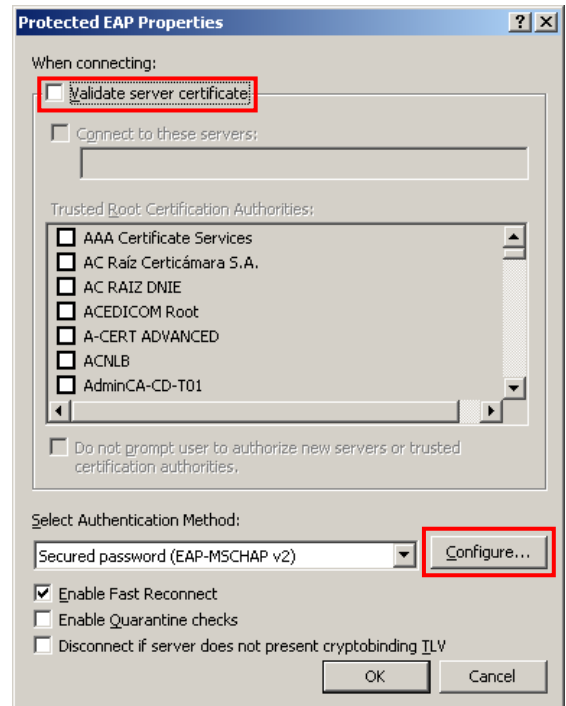 Protected EAP Properties
When connecting:
Validate server certificate
Connect to these servers:
Trusted Root Certification Authorities:
AAA Certificate Services
AC Raíz Certicámara S.A.
AC RAIZ DNIE
ACEDICOM Root
A-CERT ADVANCED
ACNLB
AdminCA-CD-T01
Do not prompt user to authorize new servers or trusted
certification authorities.
Select Authentication Method:
Secured password (EAP-MSCHAP v2)
Configure...
Enable Fast Reconnect
Enable Quarantine checks
Disconnect if server does not present cryptobinding TLV
OK
Cancel